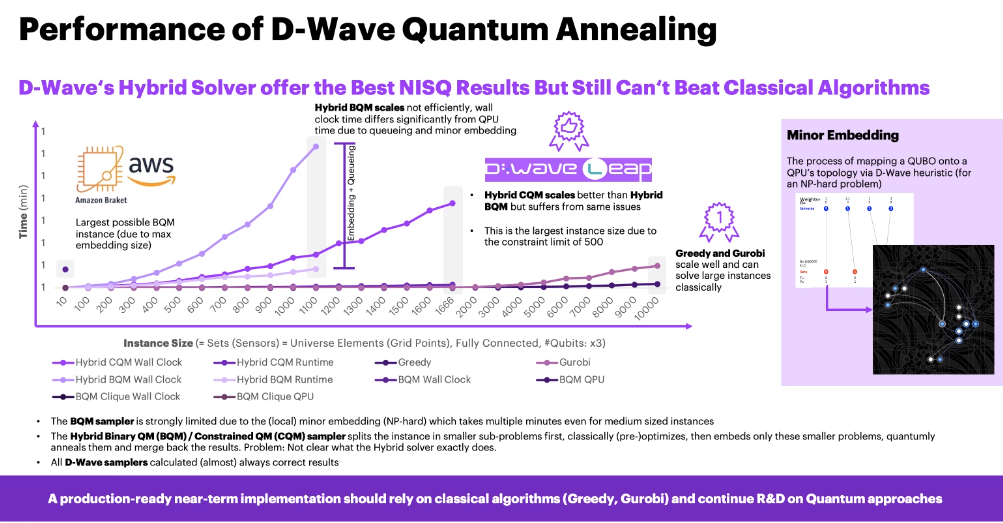 Performance of D-Wave Quantum Annealing
D-Wave‘s Hybrid Solver offer the Best NISQ Results But Still Can‘t Beat Classical Algorithms
Hybrid BQM scales not efficiently, wall
clock time differs significantly from QPU
time due to queueing and minor embedding
Time (min)
1
1
1
1
1
1
1
1
aws
Amazon Braket
Largest possible BQM
instance (due to max
embedding size)
Embedding + Queueing
D:wave Leap
• Hybrid CQM scales better than Hybrid
BQM but suffers from same issues
• This is the largest instance size due to
the constraint limit of 500
1
Greedy and Gurobi
scale well and can
solve large instances
classically
10 100 200 300 400 500 600 700 800 900 1000 1100 1200 1300 1400 1500 1600 1666 2000 3000 4000 5000 6000 7000 8000 9000 10000
Instance Size (= Sets (Sensors) = Universe Elements (Grid Points), Fully Connected, #Qubits: x3)
Hybrid CQM Wall Clock Hybrid CQM Runtime Greedy Gurobi
Hybrid BQM Wall Clock Hybrid BQM Runtime BQM Wall Clock BQM QPU
BQM Clique Wall Clock BQM Clique QPU
Minor Embedding
The process of mapping a QUBO onto a
QPU's topology via D-Wave heuristic (for
an NP-hard problem)
Universe
Sets
• The BQM sampler is strongly limited due to the (local) minor embedding (NP-hard) which takes multiple minutes even for medium sized instances
• The Hybrid Binary QM (BQM) / Constrained QM (CQM) sampler splits the instance in smaller sub-problems first, classically (pre-)optimizes, then embeds only these smaller problems, quantumly
anneals them and merge back the results. Problem: Not clear what the Hybrid solver exactly does.
• All D-Wave samplers calculated (almost) always correct results
A production-ready near-term implementation should rely on classical algorithms (Greedy, Gurobi) and continue R&D on Quantum approaches